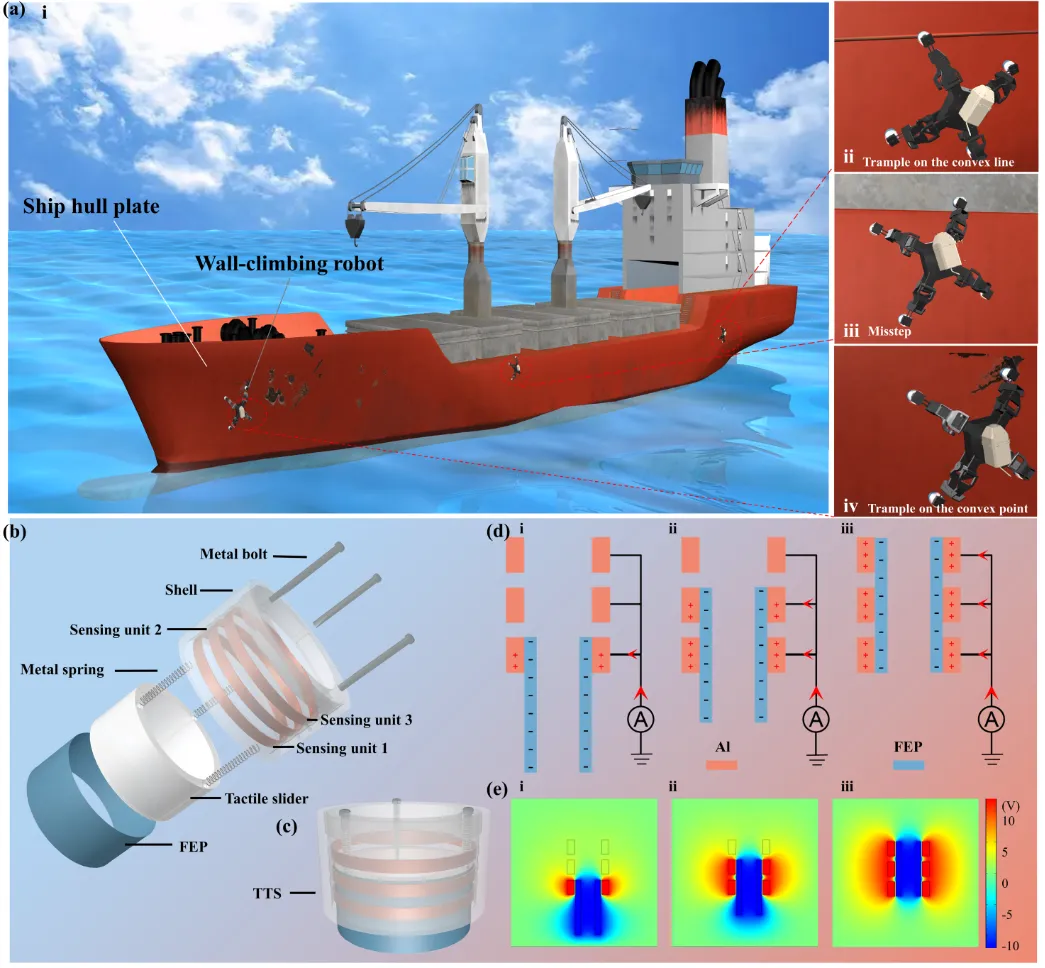 (a) i
Ship hull plate
Wall-climbing robot
ii Trample on the convex line
iii Misstep
iv Trample on the convex point
(b)
Metal bolt
Shell
Sensing unit 2
Metal spring
Sensing unit 3
Sensing unit 1
Tactile slider
FEP
(c)
TTS
(d) i ii iii
A A A
Al FEP
(e) i ii iii
(V)
10
5
0
-5
-10